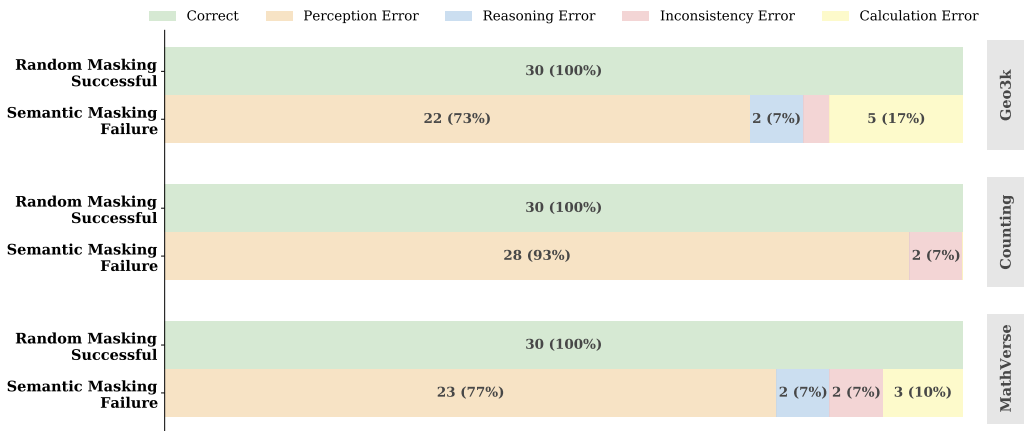 Correct
Perception Error
Reasoning Error
Inconsistency Error
Calculation Error
Random Masking
Successful
30 (100%)
Semantic Masking
Failure
22 (73%)
2 (7%)
5 (17%)
Geo3k
Random Masking
Successful
30 (100%)
Semantic Masking
Failure
28 (93%)
2 (7%)
Counting
Random Masking
Successful
30 (100%)
Semantic Masking
Failure
23 (77%)
2 (7%)
2 (7%)
3 (10%)
MathVerse